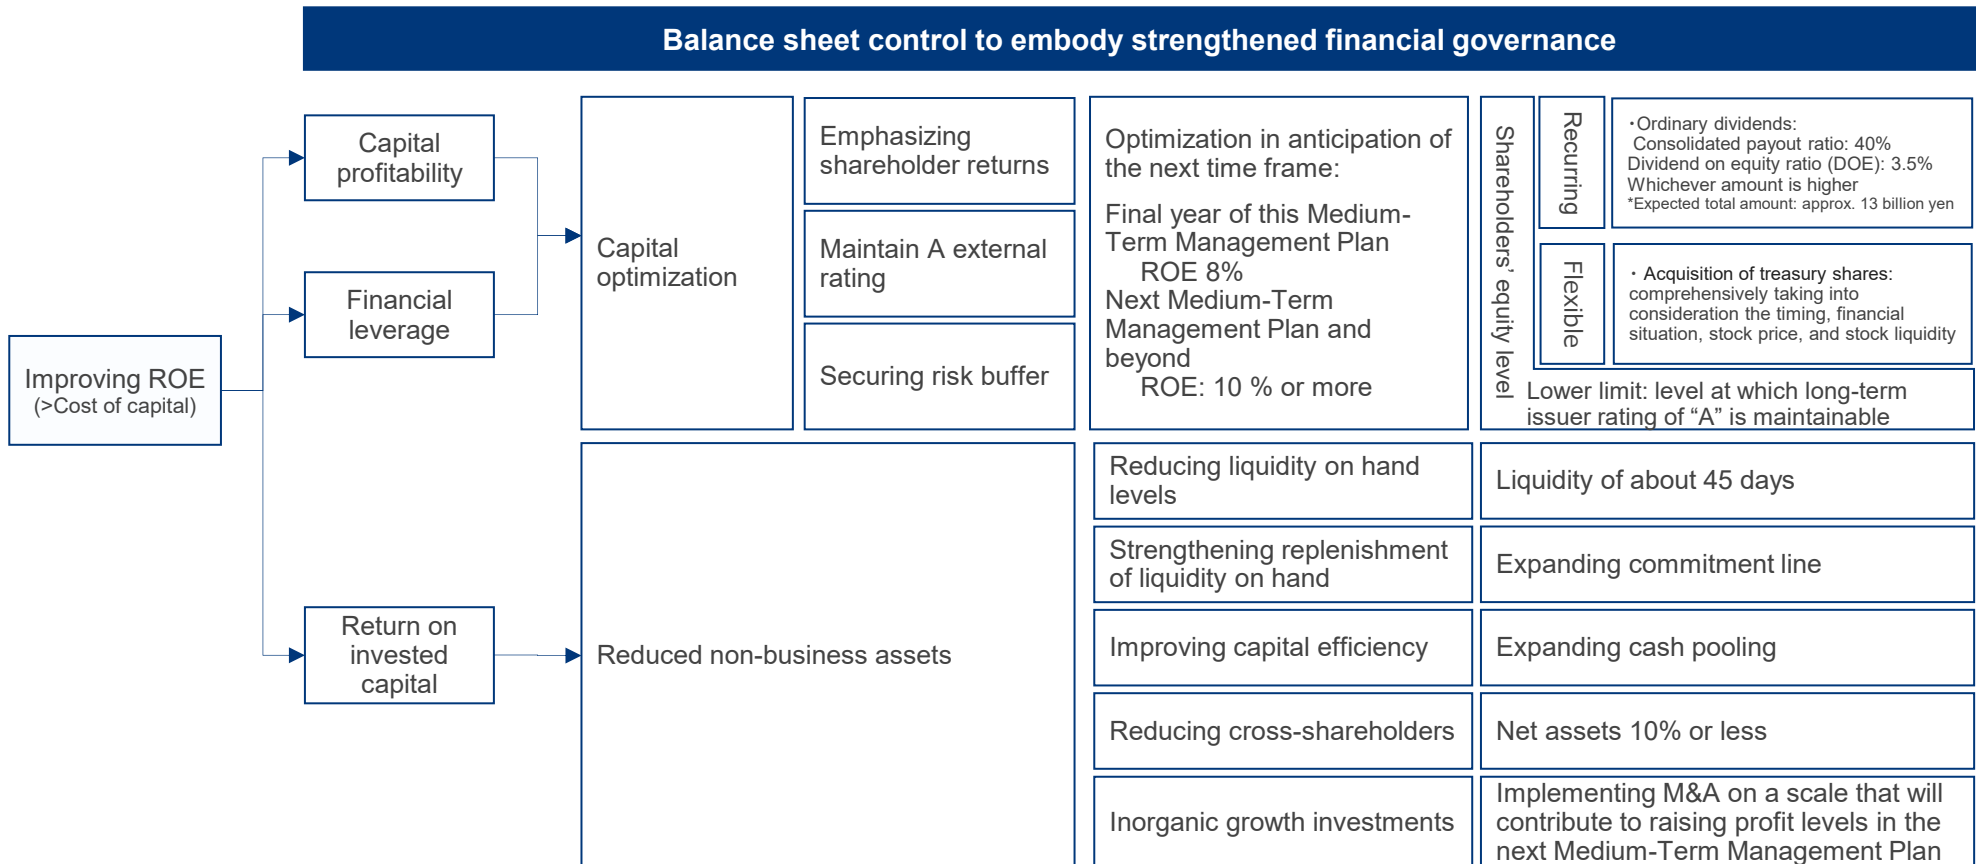 Balance sheet control to embody strengthened financial governance
Improving ROE
(>Cost of capital)
Capital
profitability
Financial
leverage
Return on
invested
capital
Capital
optimization
Emphasizing
shareholder returns
Maintain A external
rating
Securing risk buffer
Optimization in anticipation of
the next time frame:
Final year of this Medium-
Term Management Plan
ROE 8%
Next Medium-Term
Management Plan and
beyond
ROE: 10 % or more
Shareholders’ equity level
Recurring
・Ordinary dividends:
Consolidated payout ratio: 40%
Dividend on equity ratio (DOE): 3.5%
Whichever amount is higher
*Expected total amount: approx. 13 billion yen
Flexible
・ Acquisition of treasury shares:
comprehensively taking into
consideration the timing, financial
situation, stock price, and stock liquidity
Lower limit: level at which long-term
issuer rating of “A” is maintainable
Reduced non-business assets
Reducing liquidity on hand
levels
Liquidity of about 45 days
Strengthening replenishment
of liquidity on hand
Expanding commitment line
Improving capital efficiency
Expanding cash pooling
Reducing cross-shareholders
Net assets 10% or less
Inorganic growth investments
Implementing M&A on a scale that will
contribute to raising profit levels in the
next Medium-Term Management Plan